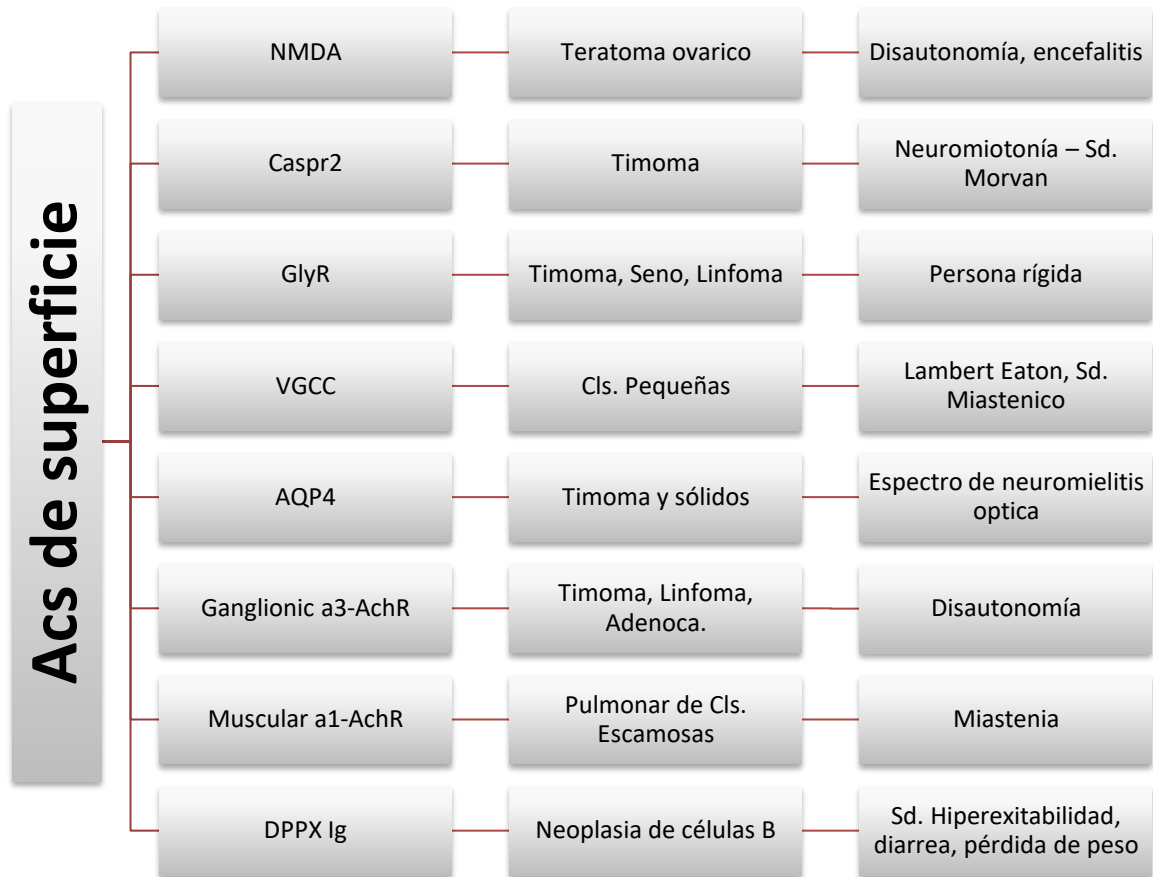 Acs de superficie
NMDA
Teratoma ovarico
Disautonomía, encefalitis
Caspr2
Timoma
Neuromiotonía – Sd.
Morvan
GlyR
Timoma, Seno, Linfoma
Persona rígida
VGCC
Cls. Pequeñas
Lambert Eaton, Sd.
Miastenico
AQP4
Timoma y sólidos
Espectro de neuromielitis
optica
Ganglionic a3-AchR
Timoma, Linfoma,
Adenoca.
Disautonomía
Muscular a1-AchR
Pulmonar de Cls.
Escamosas
Miastenia
DPPX Ig
Neoplasia de células B
Sd. Hiperexitabilidad,
diarrea, pérdida de peso